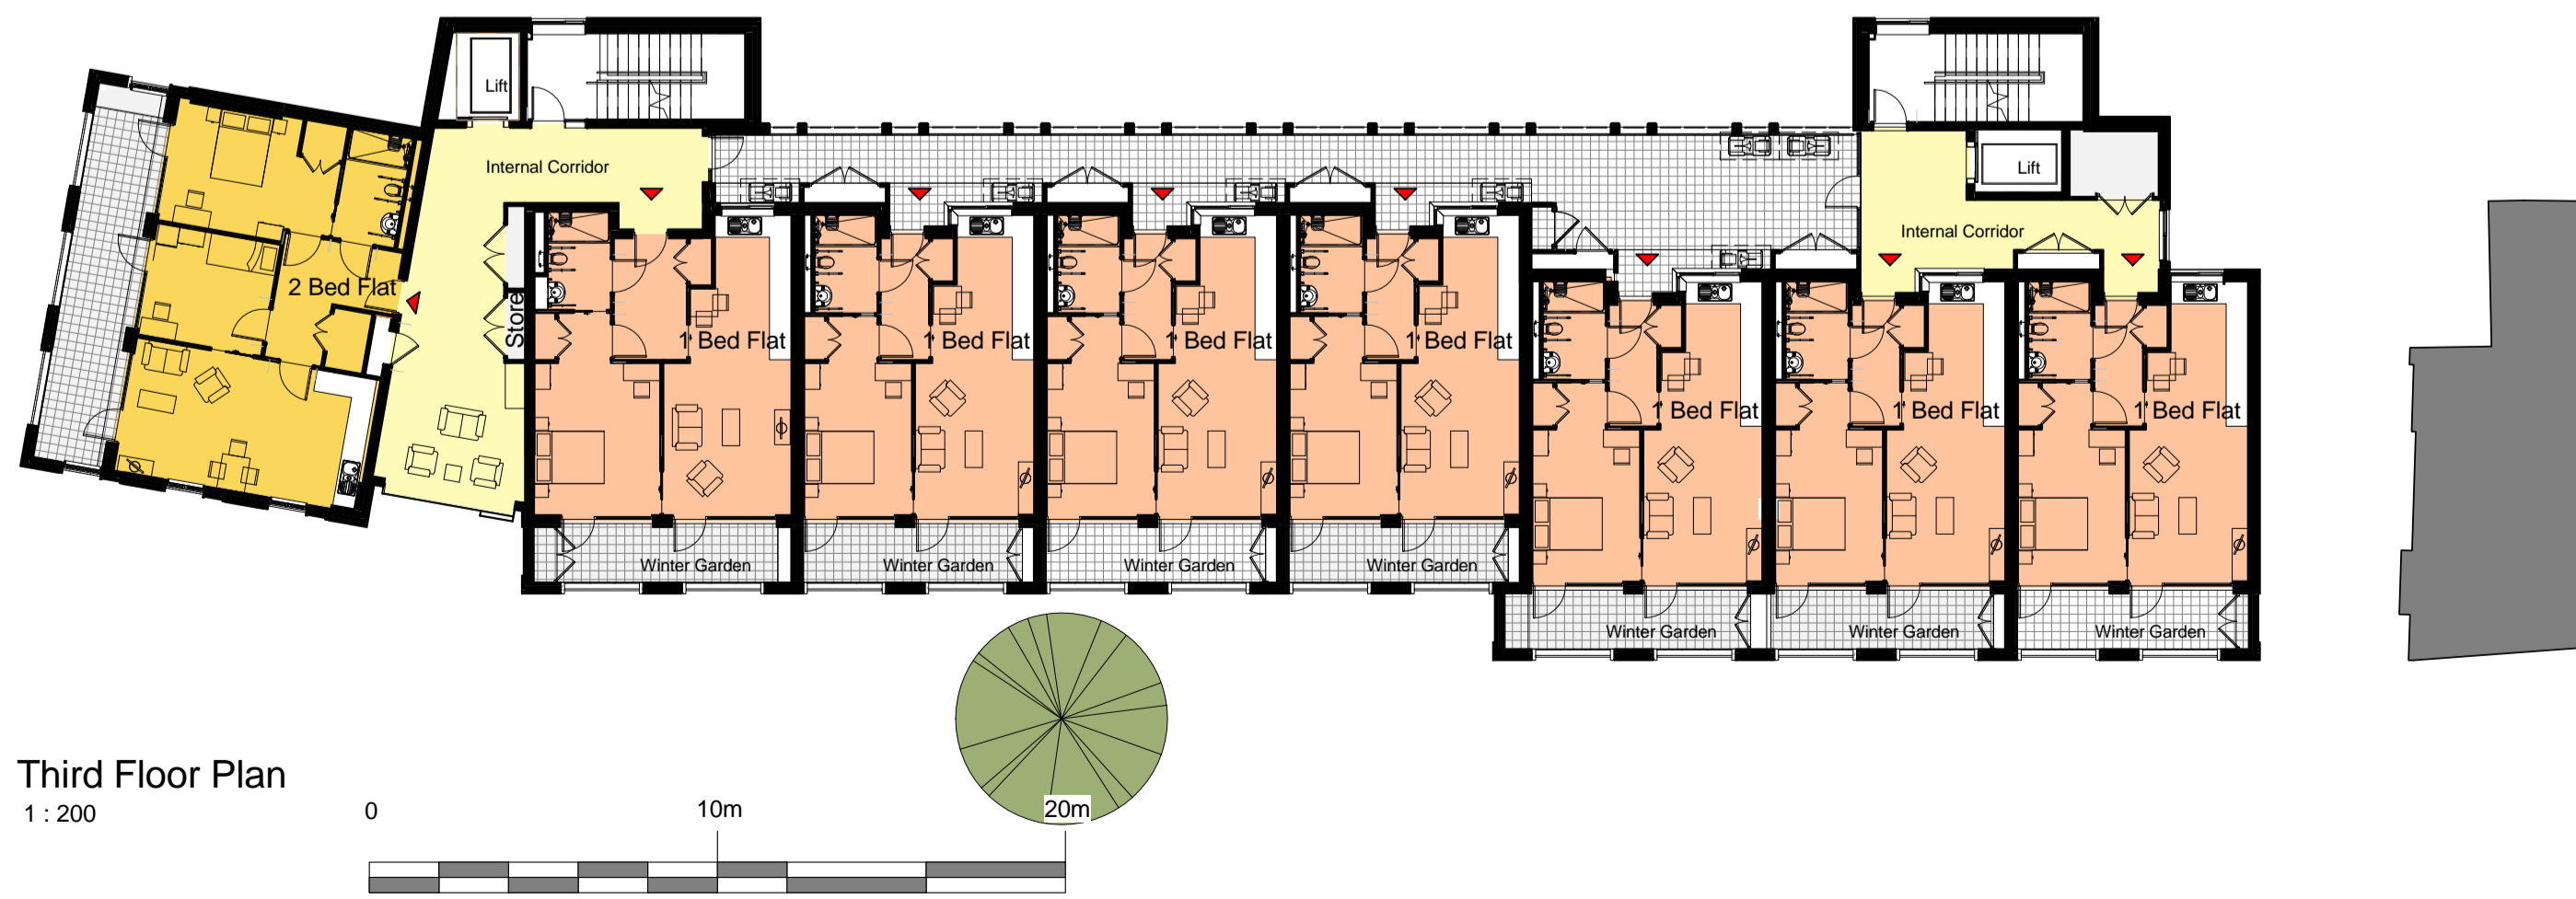 Lift
Internal Corridor
Lift
Internal Corridor
2 Bed Flat
Store
1 Bed Flat
1 Bed Flat
1 Bed Flat
1 Bed Flat
1 Bed Flat
1 Bed Flat
1 Bed Flat
Winter Garden
Winter Garden
Winter Garden
Winter Garden
Winter Garden
Winter Garden
Winter Garden
Third Floor Plan
1 : 200
0
10m
20m